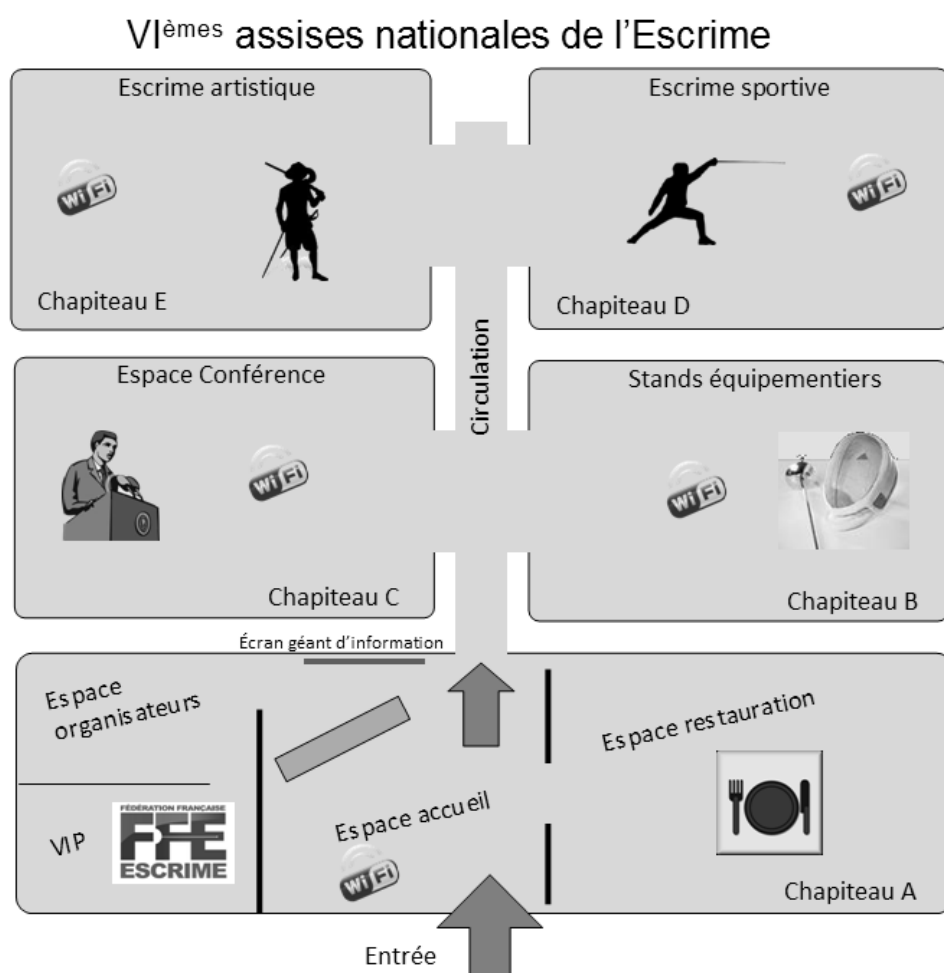 VIèmes assises nationales de l’Escrime
Escrime artistique
WiFi
Chapiteau E
Escrime sportive
WiFi
Chapiteau D
Circulation
Espace Conférence
WiFi
Chapiteau C
Stands équipementiers
WiFi
Chapiteau B
Écran géant d’information
Espace
organisateurs
VIP
FÉDÉRATION FRANÇAISE
FFE
ESCRIME
Espace accueil
WiFi
Espace restauration
Chapiteau A
Entrée